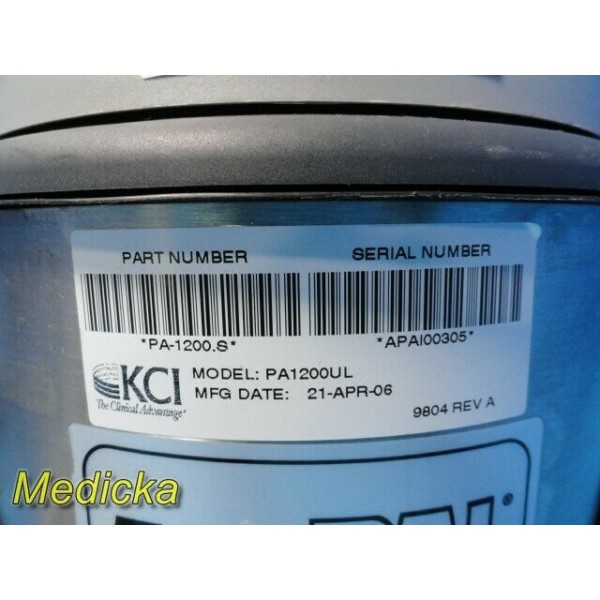 PART NUMBER
SERIAL NUMBER
*PA-1200.S*
*APAI00305*
KCI
The Clinical Advantage®
MODEL: PA1200UL
MFG DATE: 21-APR-06
9804 REV A
Medicka